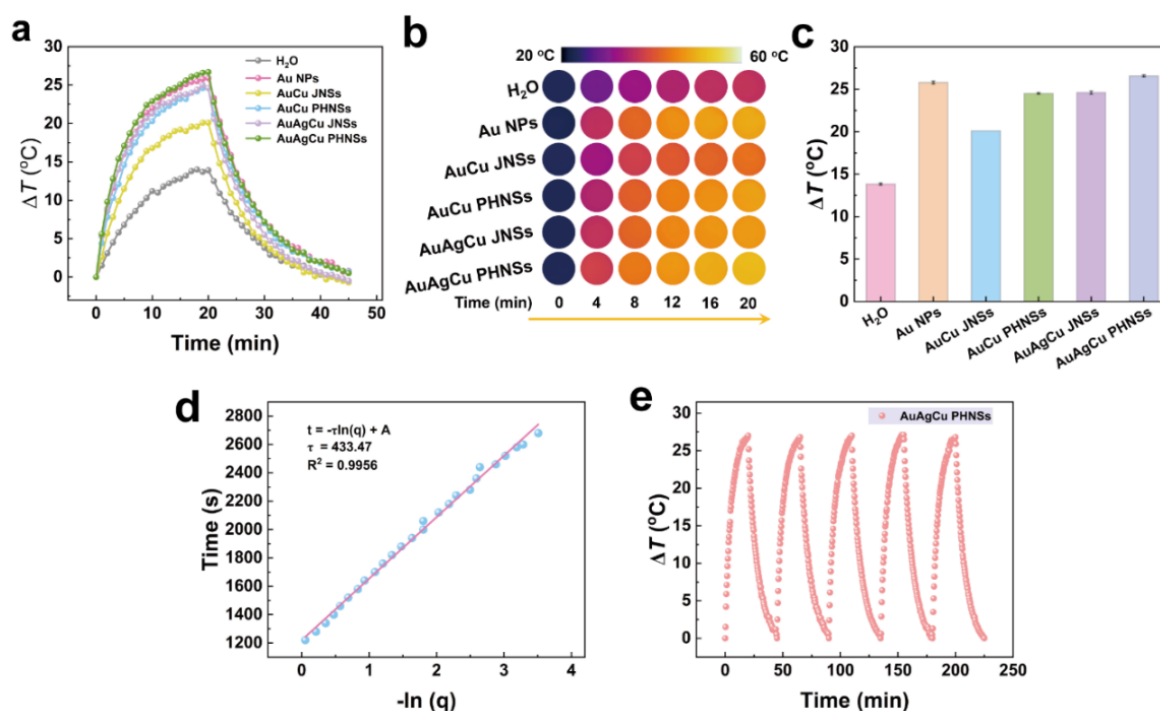 a
30
25
20
15
10
5
0
ΔT (°C)
0 10 20 30 40 50
Time (min)
H₂O
Au NPs
AuCu JNSs
AuCu PHNSs
AuAgCu JNSs
AuAgCu PHNSs
b
20 °C 60 °C
H₂O
Au NPs
AuCu JNSs
AuCu PHNSs
AuAgCu JNSs
AuAgCu PHNSs
Time (min) 0 4 8 12 16 20
c
30
25
20
15
10
5
0
ΔT (°C)
H₂O Au NPs AuCu JNSs AuCu PHNSs AuAgCu JNSs AuAgCu PHNSs
d
2800
2600
2400
2200
2000
1800
1600
1400
1200
Time (s)
t = -τln(q) + A
τ = 433.47
R² = 0.9956
0 1 2 3 4
-ln (q)
e
30
25
20
15
10
5
0
ΔT (°C)
AuAgCu PHNSs
0 50 100 150 200 250
Time (min)